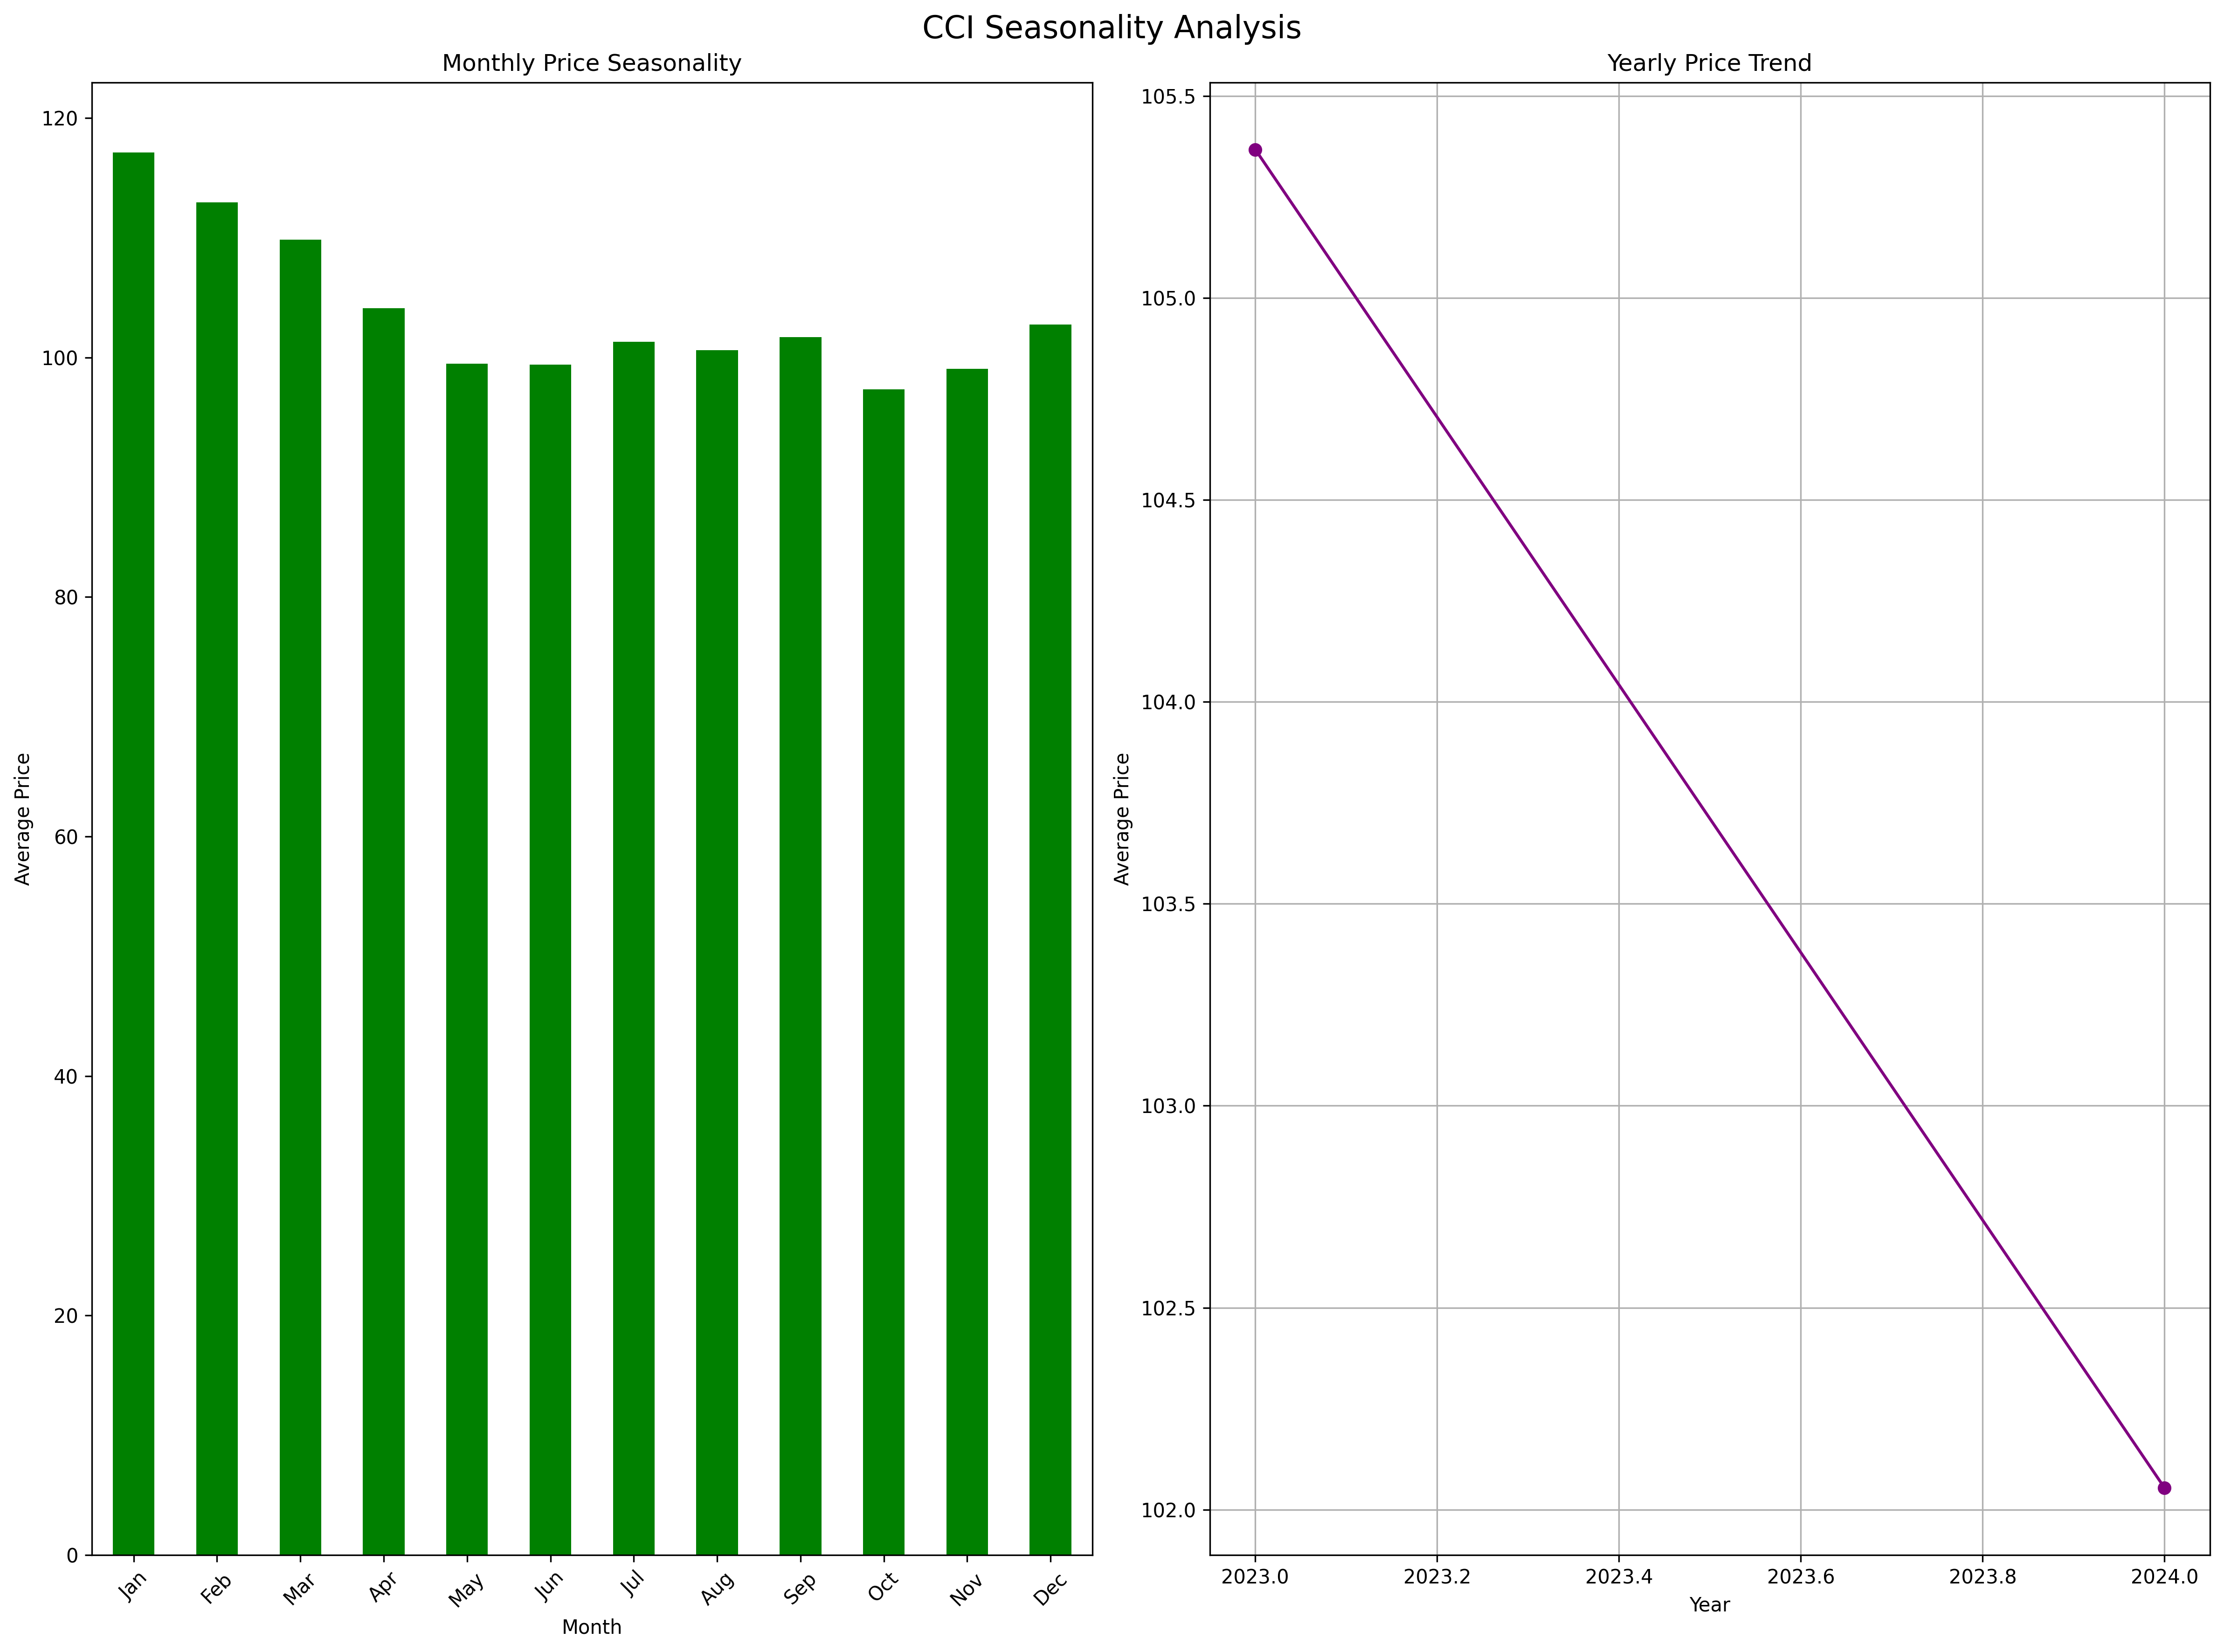 CCI Seasonality Analysis
Monthly Price Seasonality
120
100
80
60
40
20
0
Average Price
Jan
Feb
Mar
Apr
May
Jun
Jul
Aug
Sep
Oct
Nov
Dec
Month
Yearly Price Trend
105.5
105.0
104.5
104.0
103.5
103.0
102.5
102.0
Average Price
2023.0
2023.2
2023.4
2023.6
2023.8
2024.0
Year